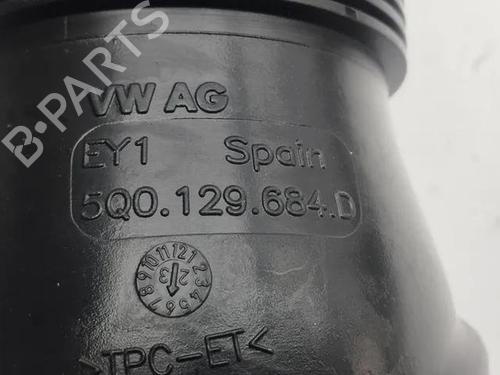 B-PARTS
VW AG
EY1 Spain
5Q0.129.684.D
>TPC-ET<